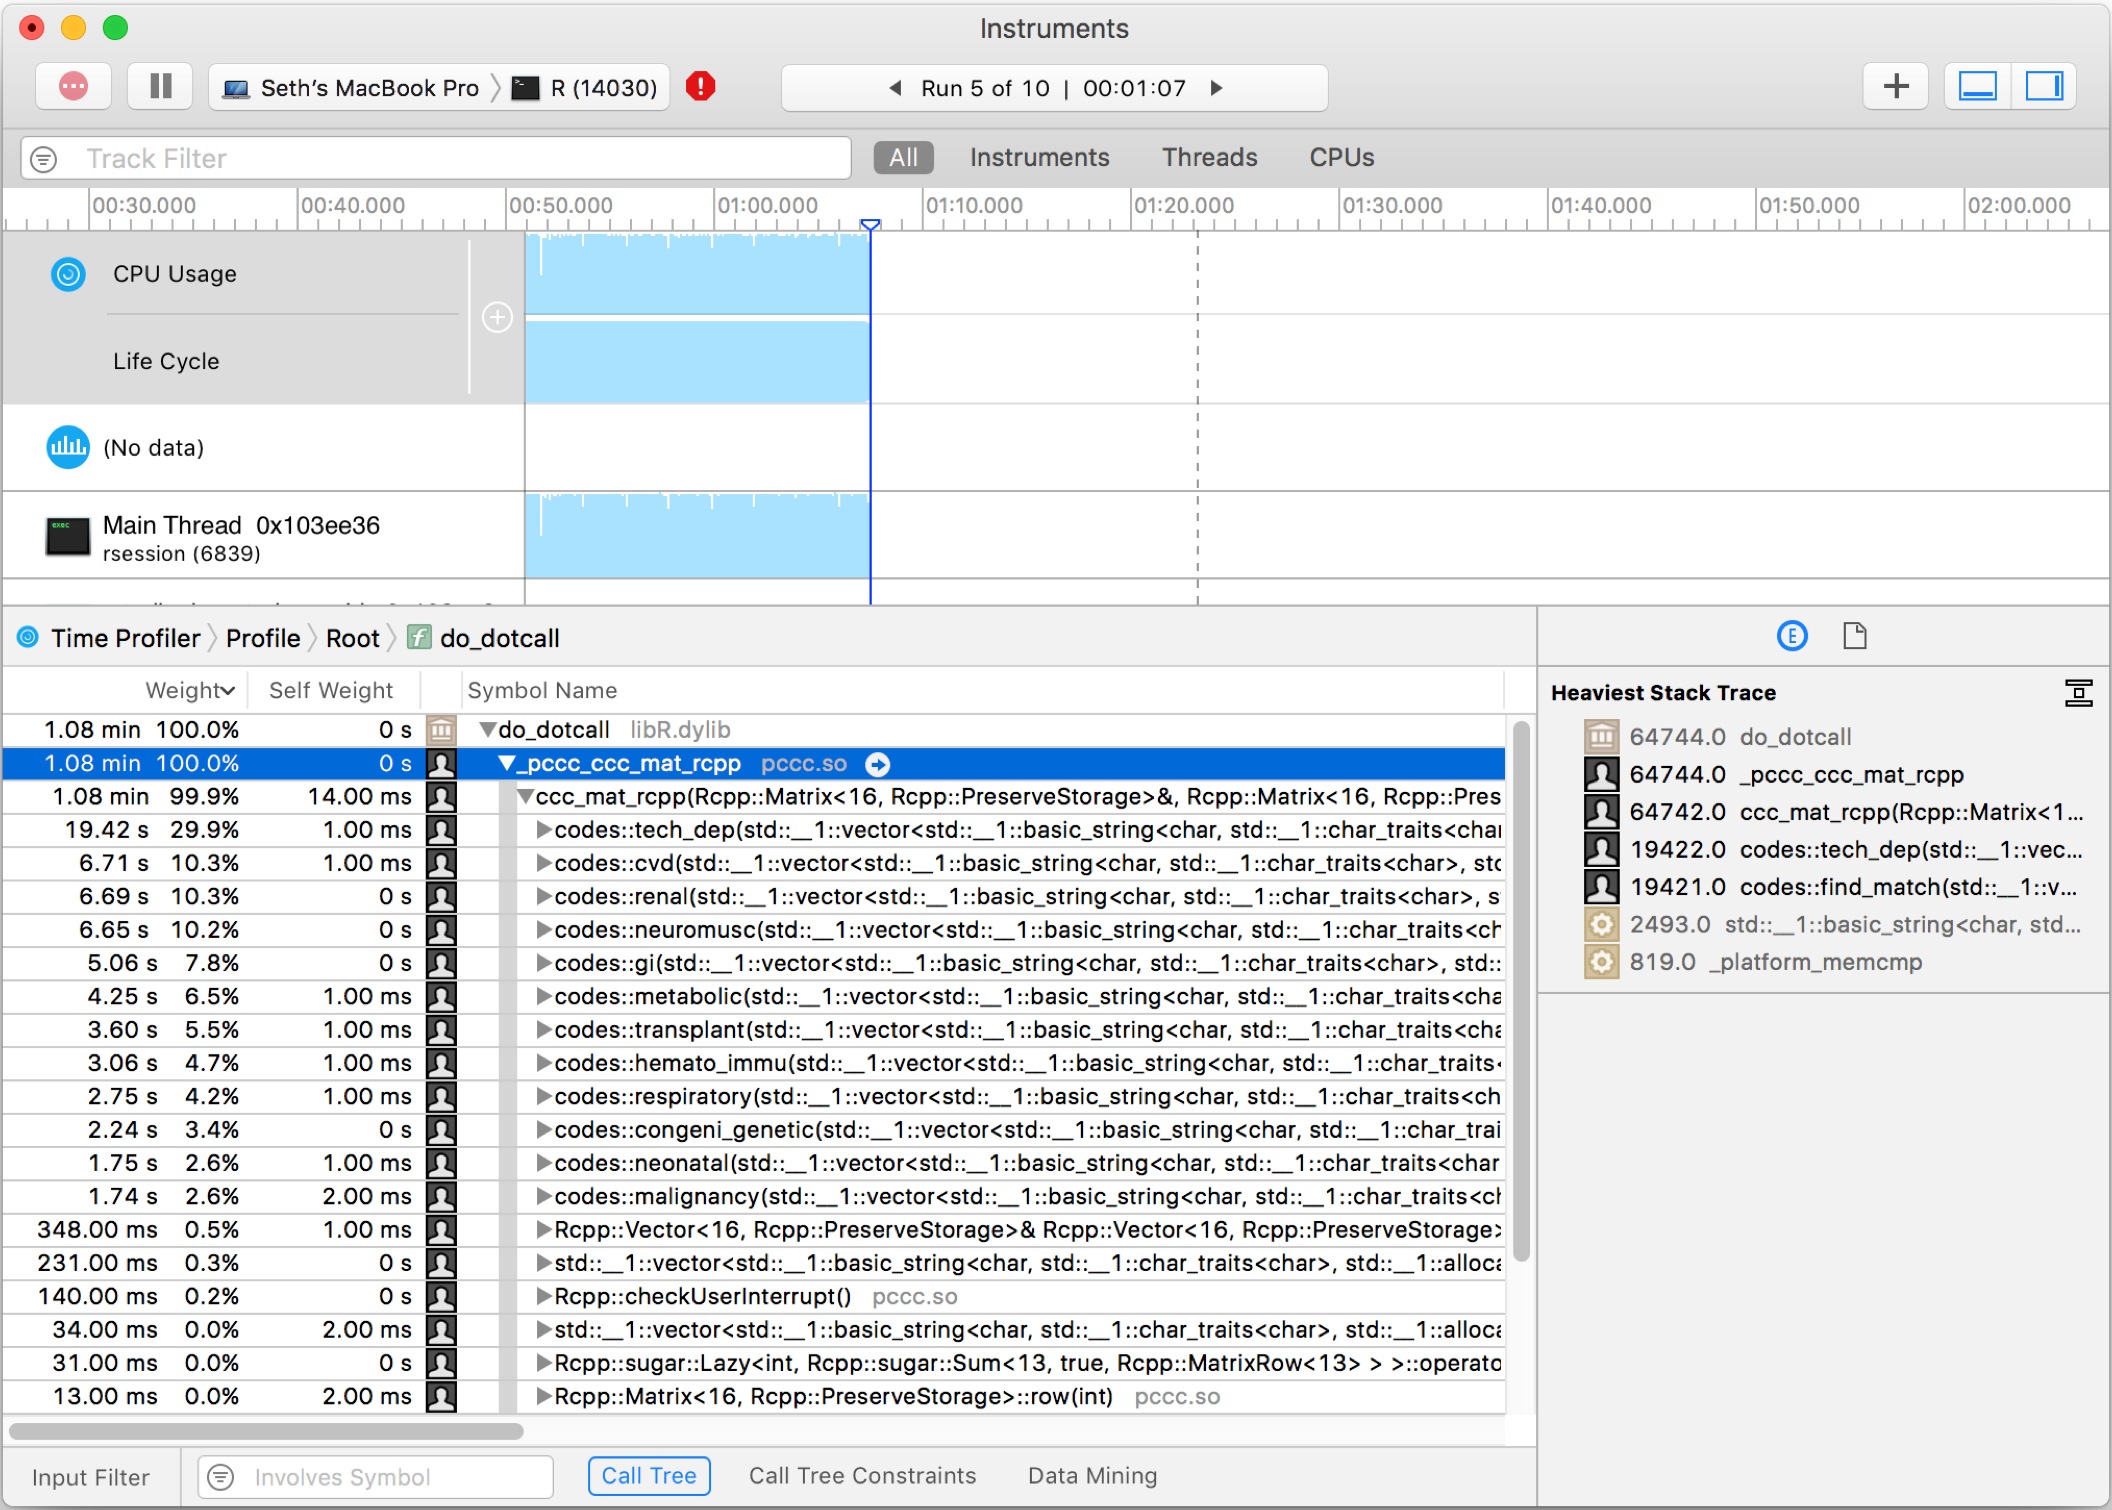 Instruments
Seth's MacBook Pro R (14030) Run 5 of 10 | 00:01:07
Track Filter All Instruments Threads CPUs
00:30.000 00:40.000 00:50.000 01:00.000 01:10.000 01:20.000 01:30.000 01:40.000 01:50.000 02:00.000
CPU Usage
Life Cycle
(No data)
exec
Main Thread 0x103ee36
rsession (6839)
Time Profiler Profile Root f do_dotcall
Weight Self Weight Symbol Name
1.08 min 100.0% 0 s do_dotcall libR.dylib
1.08 min 100.0% 0 s _pccc_ccc_mat_rcpp pccc.so
1.08 min 99.9% 14.00 ms ccc_mat_rcpp(Rcpp::Matrix<16, Rcpp::PreserveStorage>&, Rcpp::Matrix<16, Rcpp::Pres
19.42 s 29.9% 1.00 ms codes::tech_dep(std::__1::vector<std::__1::basic_string<char, std::__1::char_traits<char
6.71 s 10.3% 1.00 ms codes::cvd(std::__1::vector<std::__1::basic_string<char, std::__1::char_traits<char>, std
6.69 s 10.3% 0 s codes::renal(std::__1::vector<std::__1::basic_string<char, std::__1::char_traits<char>, s
6.65 s 10.2% 0 s codes::neuromusc(std::__1::vector<std::__1::basic_string<char, std::__1::char_traits<ch
5.06 s 7.8% 0 s codes::gi(std::__1::vector<std::__1::basic_string<char, std::__1::char_traits<char>, std::
4.25 s 6.5% 1.00 ms codes::metabolic(std::__1::vector<std::__1::basic_string<char, std::__1::char_traits<cha
3.60 s 5.5% 1.00 ms codes::transplant(std::__1::vector<std::__1::basic_string<char, std::__1::char_traits<cha
3.06 s 4.7% 1.00 ms codes::hemato_immu(std::__1::vector<std::__1::basic_string<char, std::__1::char_traits<
2.75 s 4.2% 1.00 ms codes::respiratory(std::__1::vector<std::__1::basic_string<char, std::__1::char_traits<ch
2.24 s 3.4% 0 s codes::congeni_genetic(std::__1::vector<std::__1::basic_string<char, std::__1::char_trai
1.75 s 2.6% 1.00 ms codes::neonatal(std::__1::vector<std::__1::basic_string<char, std::__1::char_traits<char
1.74 s 2.6% 2.00 ms codes::malignancy(std::__1::vector<std::__1::basic_string<char, std::__1::char_traits<ch
348.00 ms 0.5% 1.00 ms Rcpp::Vector<16, Rcpp::PreserveStorage>& Rcpp::Vector<16, Rcpp::PreserveStorage>
231.00 ms 0.3% 0 s std::__1::vector<std::__1::basic_string<char, std::__1::char_traits<char>, std::__1::alloca
140.00 ms 0.2% 0 s Rcpp::checkUserInterrupt() pccc.so
34.00 ms 0.0% 2.00 ms std::__1::vector<std::__1::basic_string<char, std::__1::char_traits<char>, std::__1::alloca
31.00 ms 0.0% 0 s Rcpp::sugar::Lazy<int, Rcpp::sugar::Sum<13, true, Rcpp::MatrixRow<13> > >::operato
13.00 ms 0.0% 2.00 ms Rcpp::Matrix<16, Rcpp::PreserveStorage>::row(int) pccc.so
E
Heaviest Stack Trace
64744.0 do_dotcall
64744.0 _pccc_ccc_mat_rcpp
64742.0 ccc_mat_rcpp(Rcpp::Matrix<1...
19422.0 codes::tech_dep(std::__1::vec...
19421.0 codes::find_match(std::__1::v...
2493.0 std::__1::basic_string<char, std...
819.0 _platform_memcmp
Input Filter Involves Symbol Call Tree Call Tree Constraints Data Mining